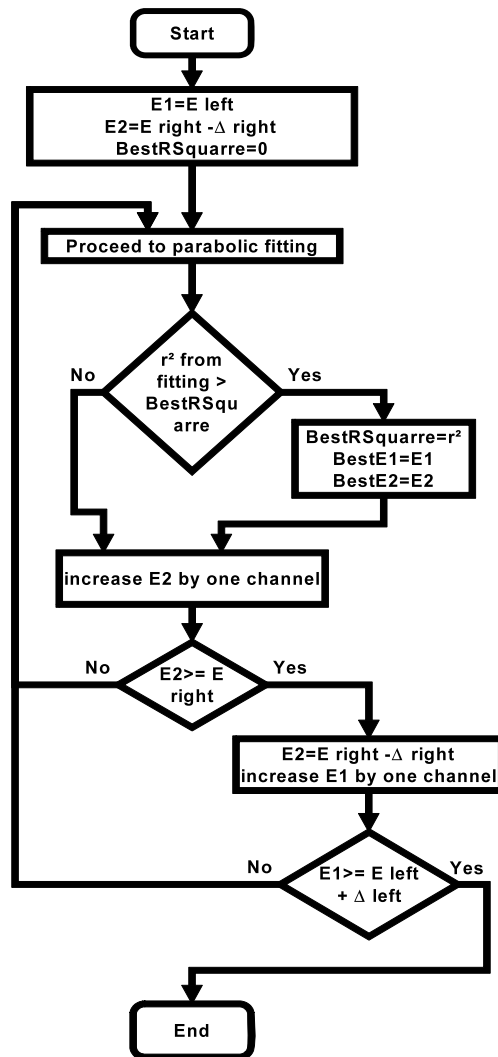 Start
E1=E left
E2=E right -Δ right
BestRSquarre=0
Proceed to parabolic fitting
No
r² from
fitting >
BestRSqu
arre
Yes
BestRSquarre=r²
BestE1=E1
BestE2=E2
increase E2 by one channel
No
E2>= E
right
Yes
E2=E right -Δ right
increase E1 by one channel
No
E1>= E left
+ Δ left
Yes
End